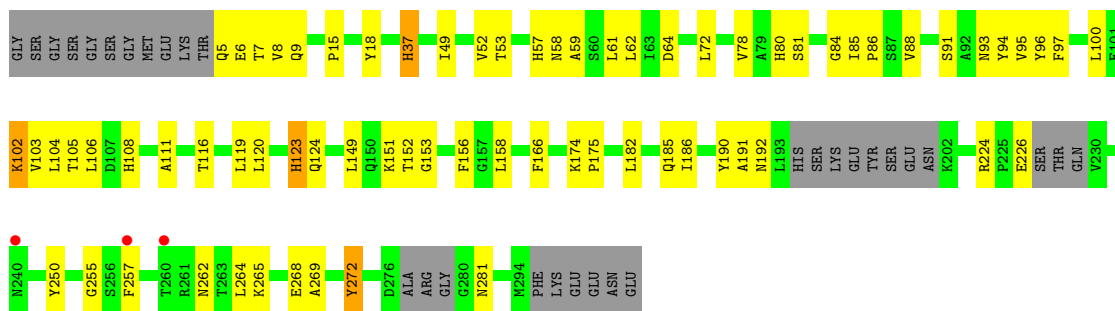 GLY SER GLY SER GLY SER GLY MET GLU LYS THR Q5 E6 T7 V8 Q9 P15 Y18 H37 I49 V52 T53 H57 N58 A59 S60 L61 L62 I63 D64 L72 V78 A79 H80 S81 G84 I85 P86 S87 V88 S91 A92 N93 Y94 V95 Y96 F97 L100
K102 V103 L104 T105 L106 D107 H108 A111 T116 L119 L120 H123 Q124 L149 Q150 K151 T152 G153 F156 G157 L158 F166 K174 P175 L182 Q185 I186 Y190 A191 N192 L193 HIS SER LYS GLU TYR SER GLU ASN K202 R224 P225 E226 SER THR GLN V230
N240 Y250 G255 S256 F257 T260 R261 N262 T263 L264 K265 E268 A269 Y272 D276 ALA ARG GLY G280 N281 M294 PHE LYS GLU GLU ASN GLU